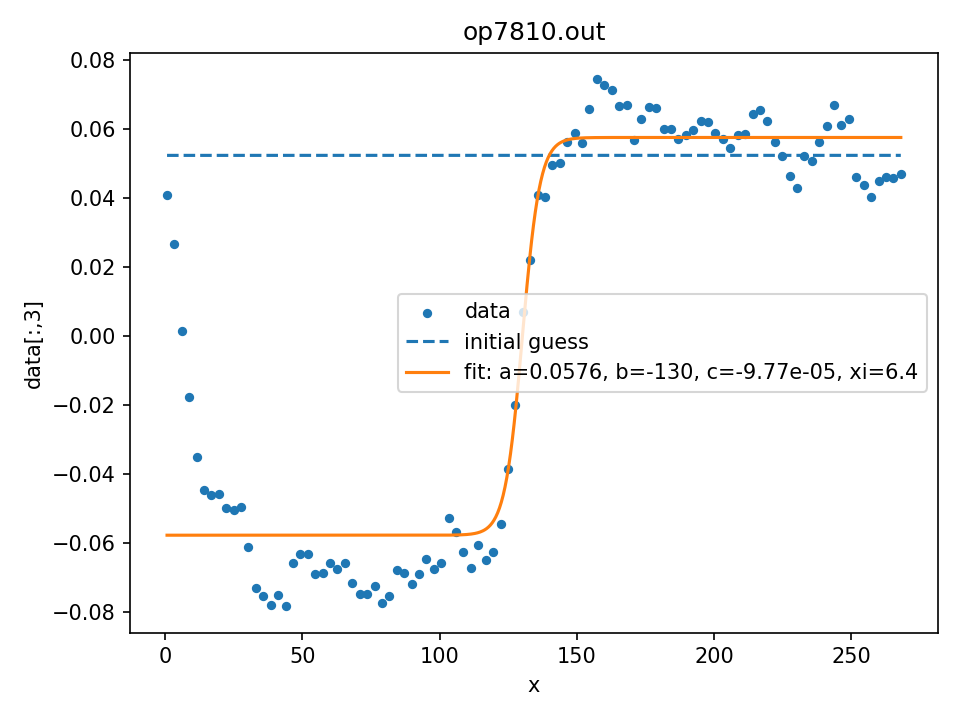 op7810.out
0.08
0.06
0.04
0.02
0.00
−0.02
−0.04
−0.06
−0.08
data[:,3]
data
initial guess
fit: a=0.0576, b=-130, c=-9.77e-05, xi=6.4
0 50 100 150 200 250
x